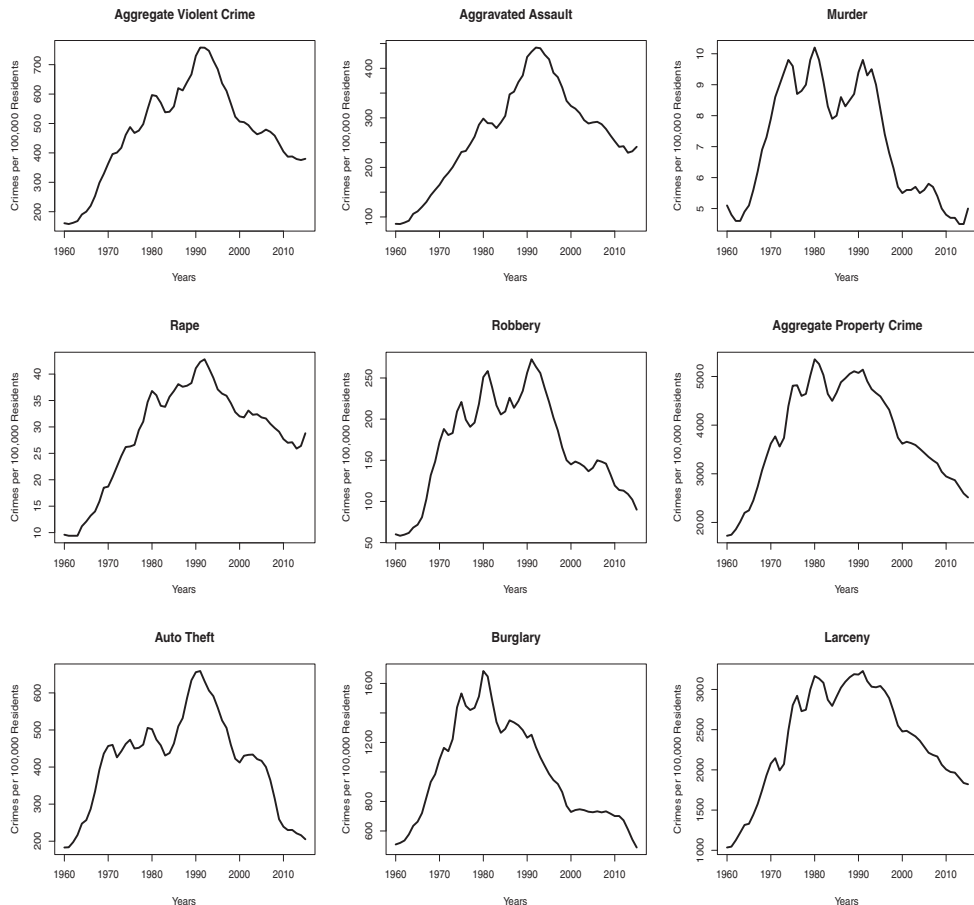 Aggregate Violent Crime
Crimes per 100,000 Residents
200 300 400 500 600 700
1960 1970 1980 1990 2000 2010
Years
Aggravated Assault
Crimes per 100,000 Residents
100 200 300 400
1960 1970 1980 1990 2000 2010
Years
Murder
Crimes per 100,000 Residents
5 6 7 8 9 10
1960 1970 1980 1990 2000 2010
Years
Rape
Crimes per 100,000 Residents
10 15 20 25 30 35 40
1960 1970 1980 1990 2000 2010
Years
Robbery
Crimes per 100,000 Residents
50 100 150 200 250
1960 1970 1980 1990 2000 2010
Years
Aggregate Property Crime
Crimes per 100,000 Residents
2000 3000 4000 5000
1960 1970 1980 1990 2000 2010
Years
Auto Theft
Crimes per 100,000 Residents
200 300 400 500 600
1960 1970 1980 1990 2000 2010
Years
Burglary
Crimes per 100,000 Residents
600 800 1200 1600
1960 1970 1980 1990 2000 2010
Years
Larceny
Crimes per 100,000 Residents
1000 1500 2000 2500 3000
1960 1970 1980 1990 2000 2010
Years